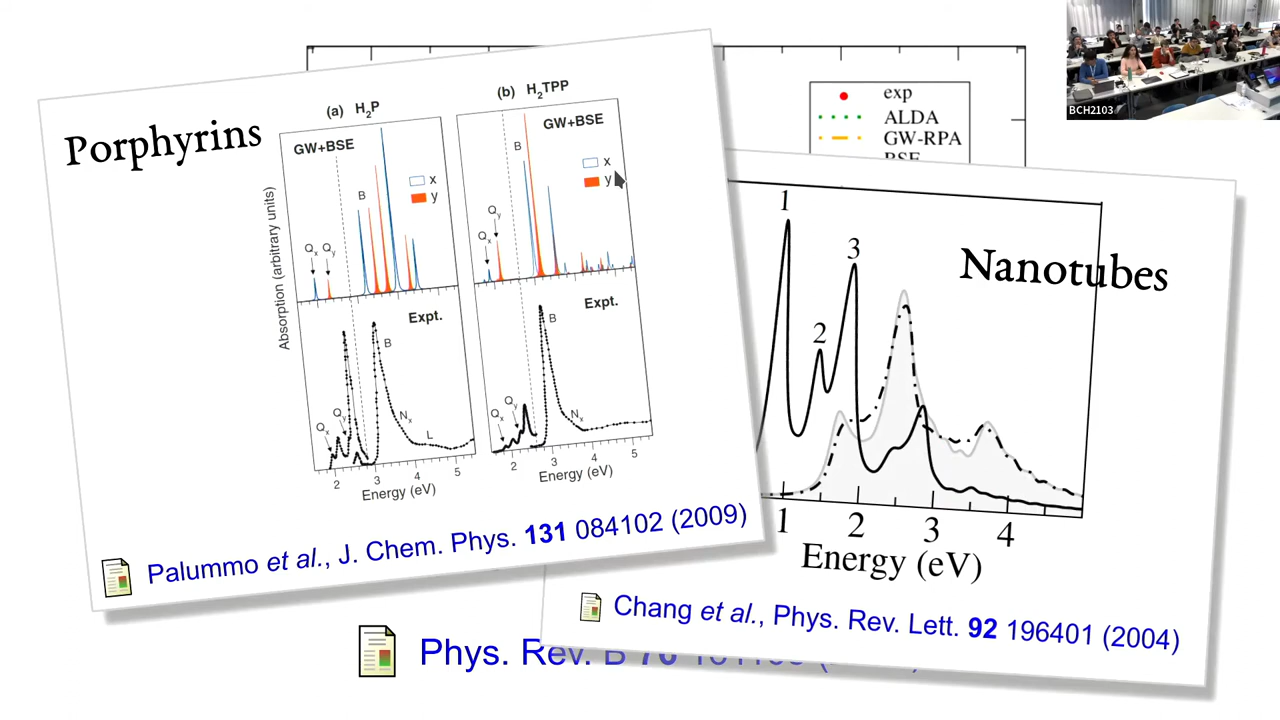 Porphyrins
(a) H2P
(b) H2TPP
GW+BSE
GW+BSE
x
y
x
y
B
B
Qx Qy
Qx
Qy
Absorption (arbitrary units)
Expt.
Expt.
B
B
Qx
Qy
Nx
L
Qx
Qy
Nx
2 3 4 5
2 3 4 5
Energy (eV)
Energy (eV)
Palummo et al., J. Chem. Phys. 131 084102 (2009)
exp
ALDA
GW-RPA
BSE
Nanotubes
1
2
3
1 2 3 4
Energy (eV)
Chang et al., Phys. Rev. Lett. 92 196401 (2004)
Phys. Rev. B
BCH2103